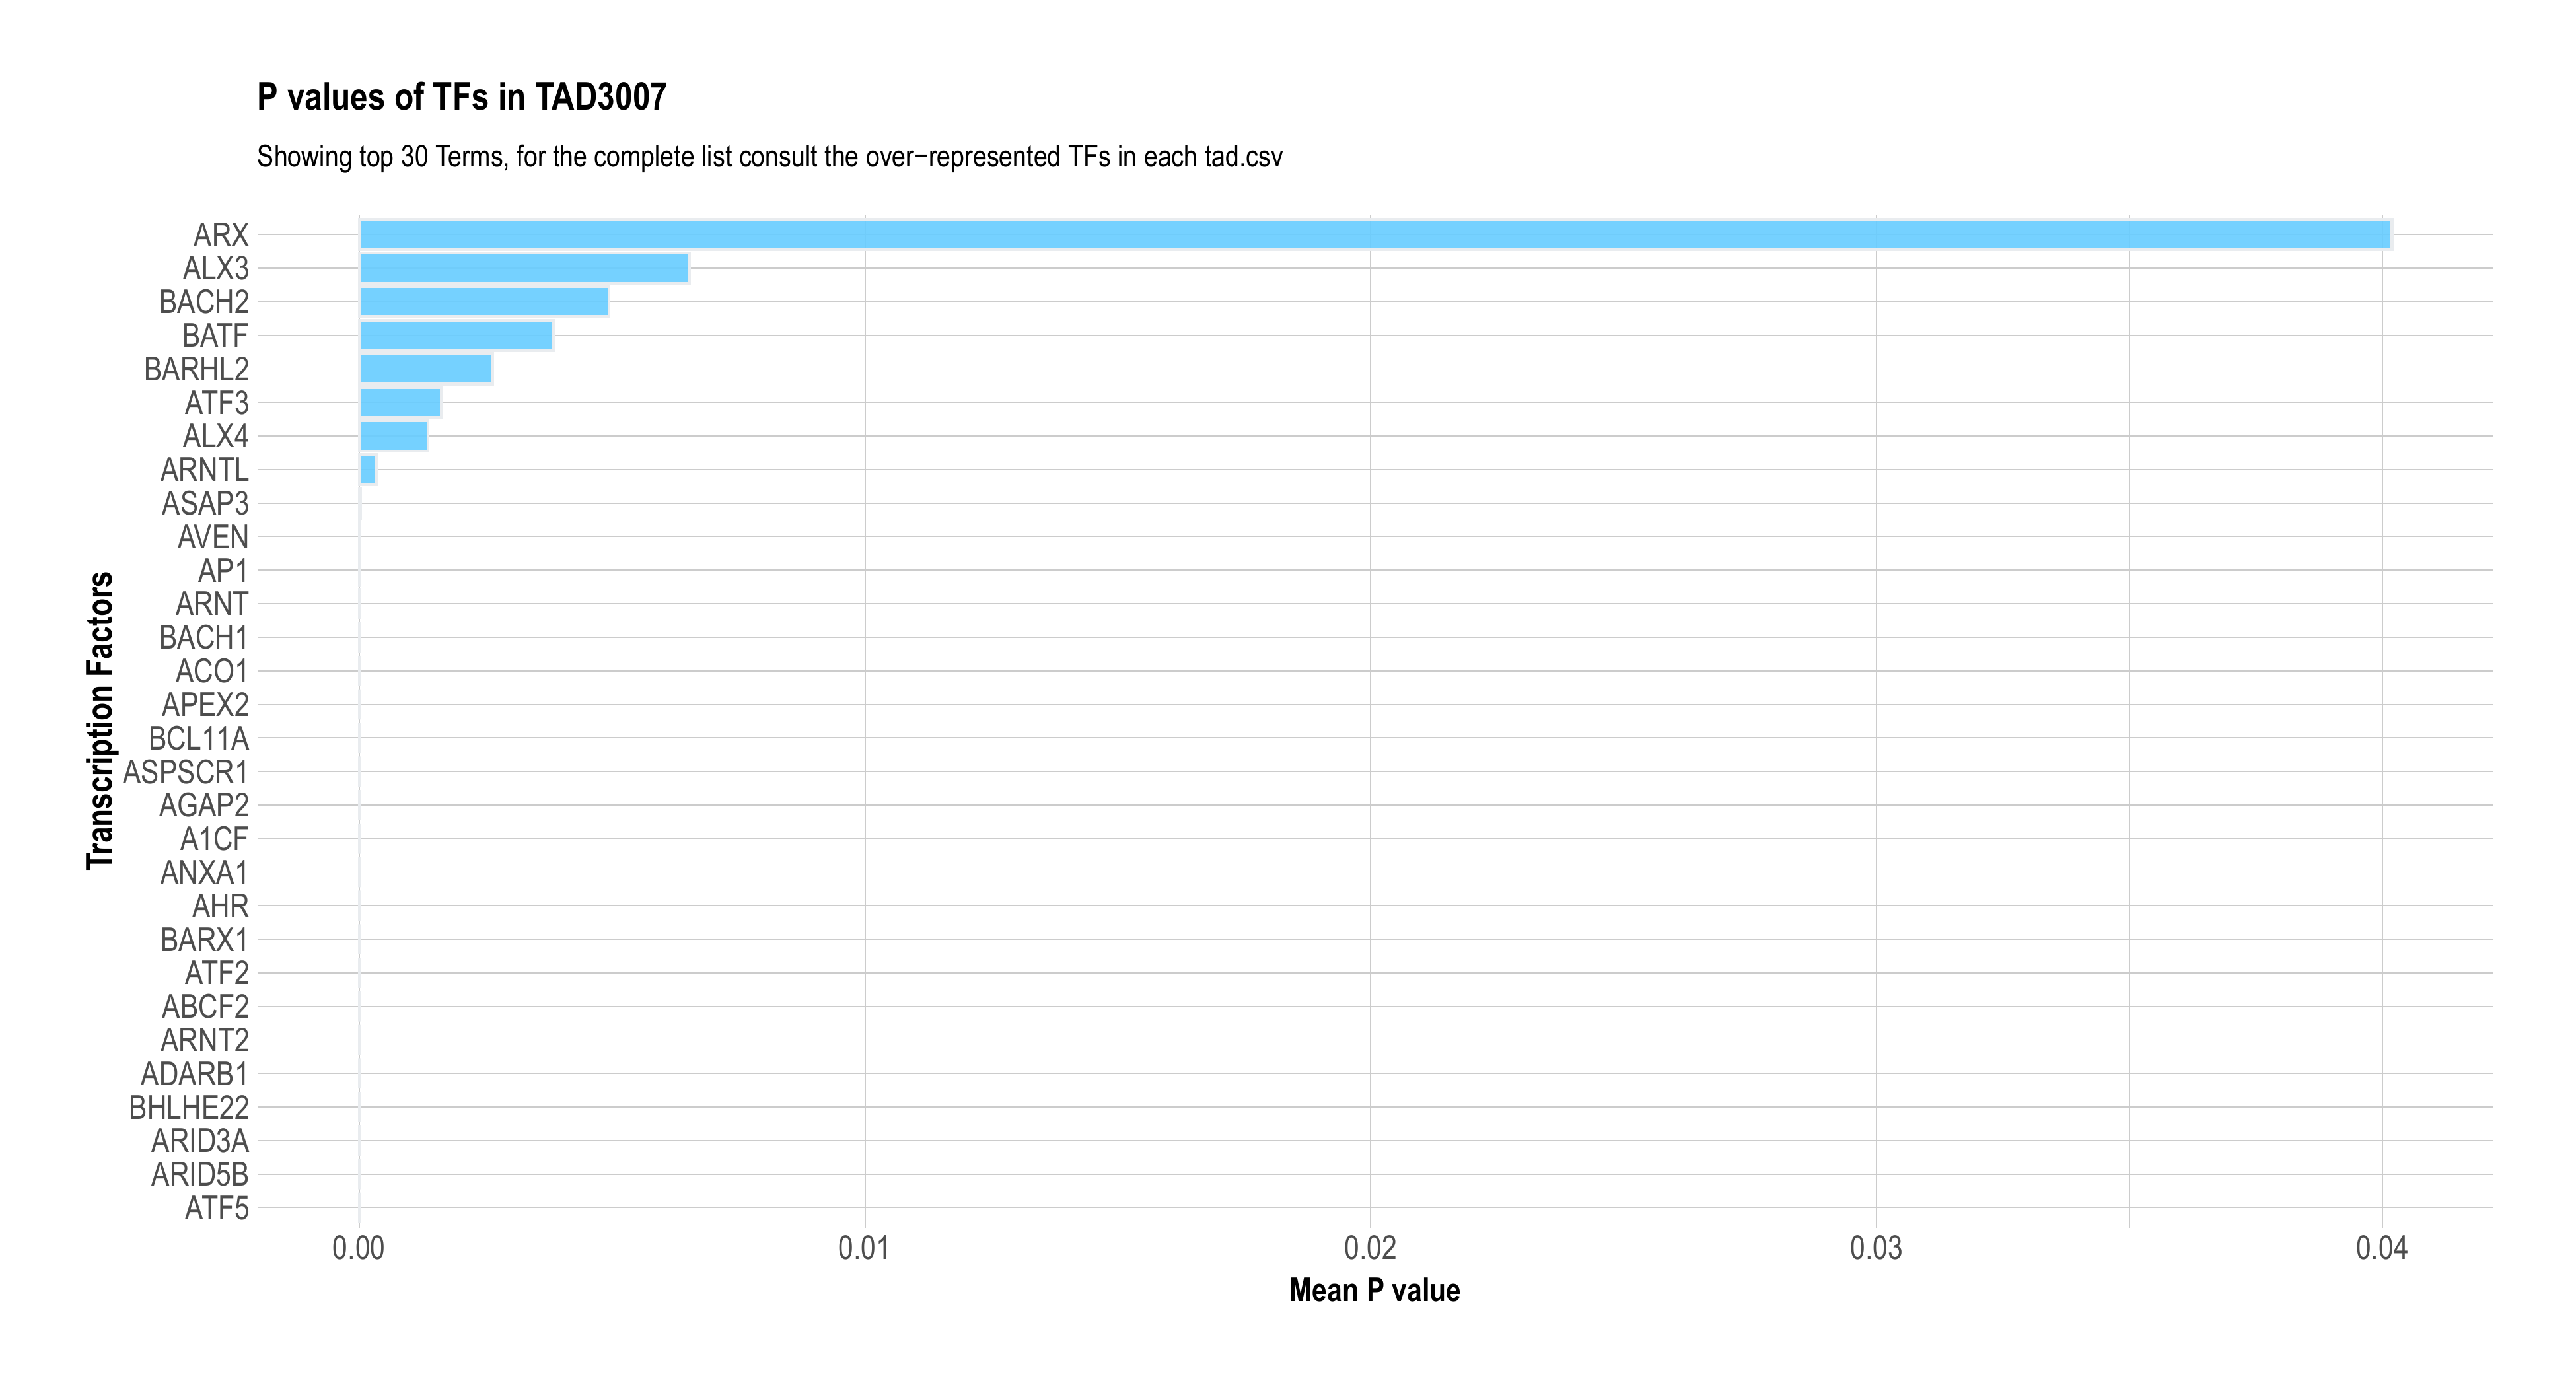 P values of TFs in TAD3007
Showing top 30 Terms, for the complete list consult the over−represented TFs in each tad.csv
Transcription Factors
ARX
ALX3
BACH2
BATF
BARHL2
ATF3
ALX4
ARNTL
ASAP3
AVEN
AP1
ARNT
BACH1
ACO1
APEX2
BCL11A
ASPSCR1
AGAP2
A1CF
ANXA1
AHR
BARX1
ATF2
ABCF2
ARNT2
ADARB1
BHLHE22
ARID3A
ARID5B
ATF5
0.00 0.01 0.02 0.03 0.04
Mean P value